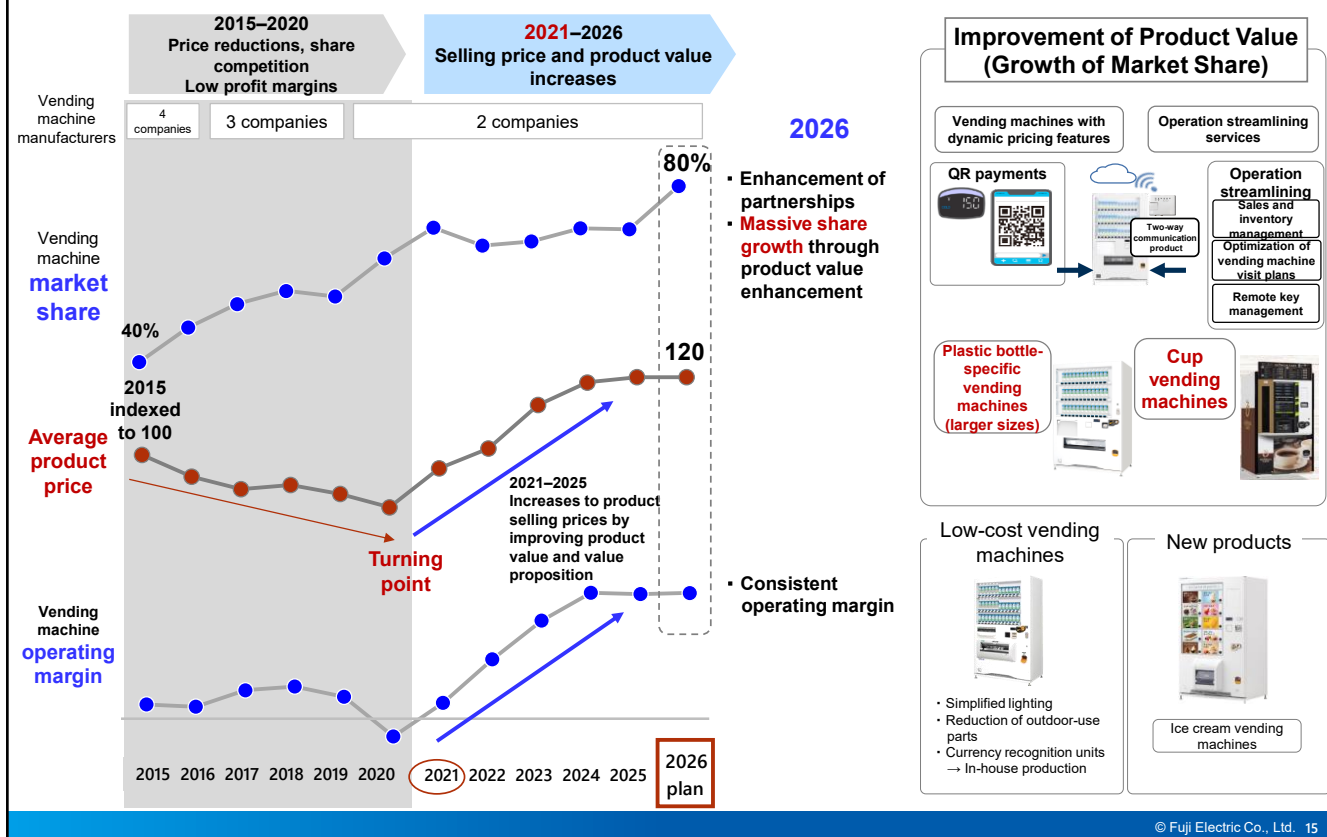 2015–2020
Price reductions, share
competition
Low profit margins
2021–2026
Selling price and product value
increases
Vending
machine
manufacturers
4
companies
3 companies
2 companies
Vending
machine
market
share
40%
80%
2015
indexed
to 100
Average
product
price
120
Turning
point
2021–2025
Increases to product
selling prices by
improving product
value and value
proposition
Vending
machine
operating
margin
2015
2016
2017
2018
2019
2020
2021
2022
2023
2024
2025
2026
plan
2026
・Enhancement of
partnerships
・Massive share
growth through
product value
enhancement
・Consistent
operating margin
Improvement of Product Value
(Growth of Market Share)
Vending machines with
dynamic pricing features
Operation streamlining
services
QR payments
150
Two-way
communication
product
Operation
streamlining
Sales and
inventory
management
Optimization of
vending machine
visit plans
Remote key
management
Plastic bottle-
specific
vending
machines
(larger sizes)
Cup
vending
machines
Low-cost vending
machines
・Simplified lighting
・Reduction of outdoor-use
parts
・Currency recognition units
→ In-house production
New products
Ice cream vending
machines
© Fuji Electric Co., Ltd. 15